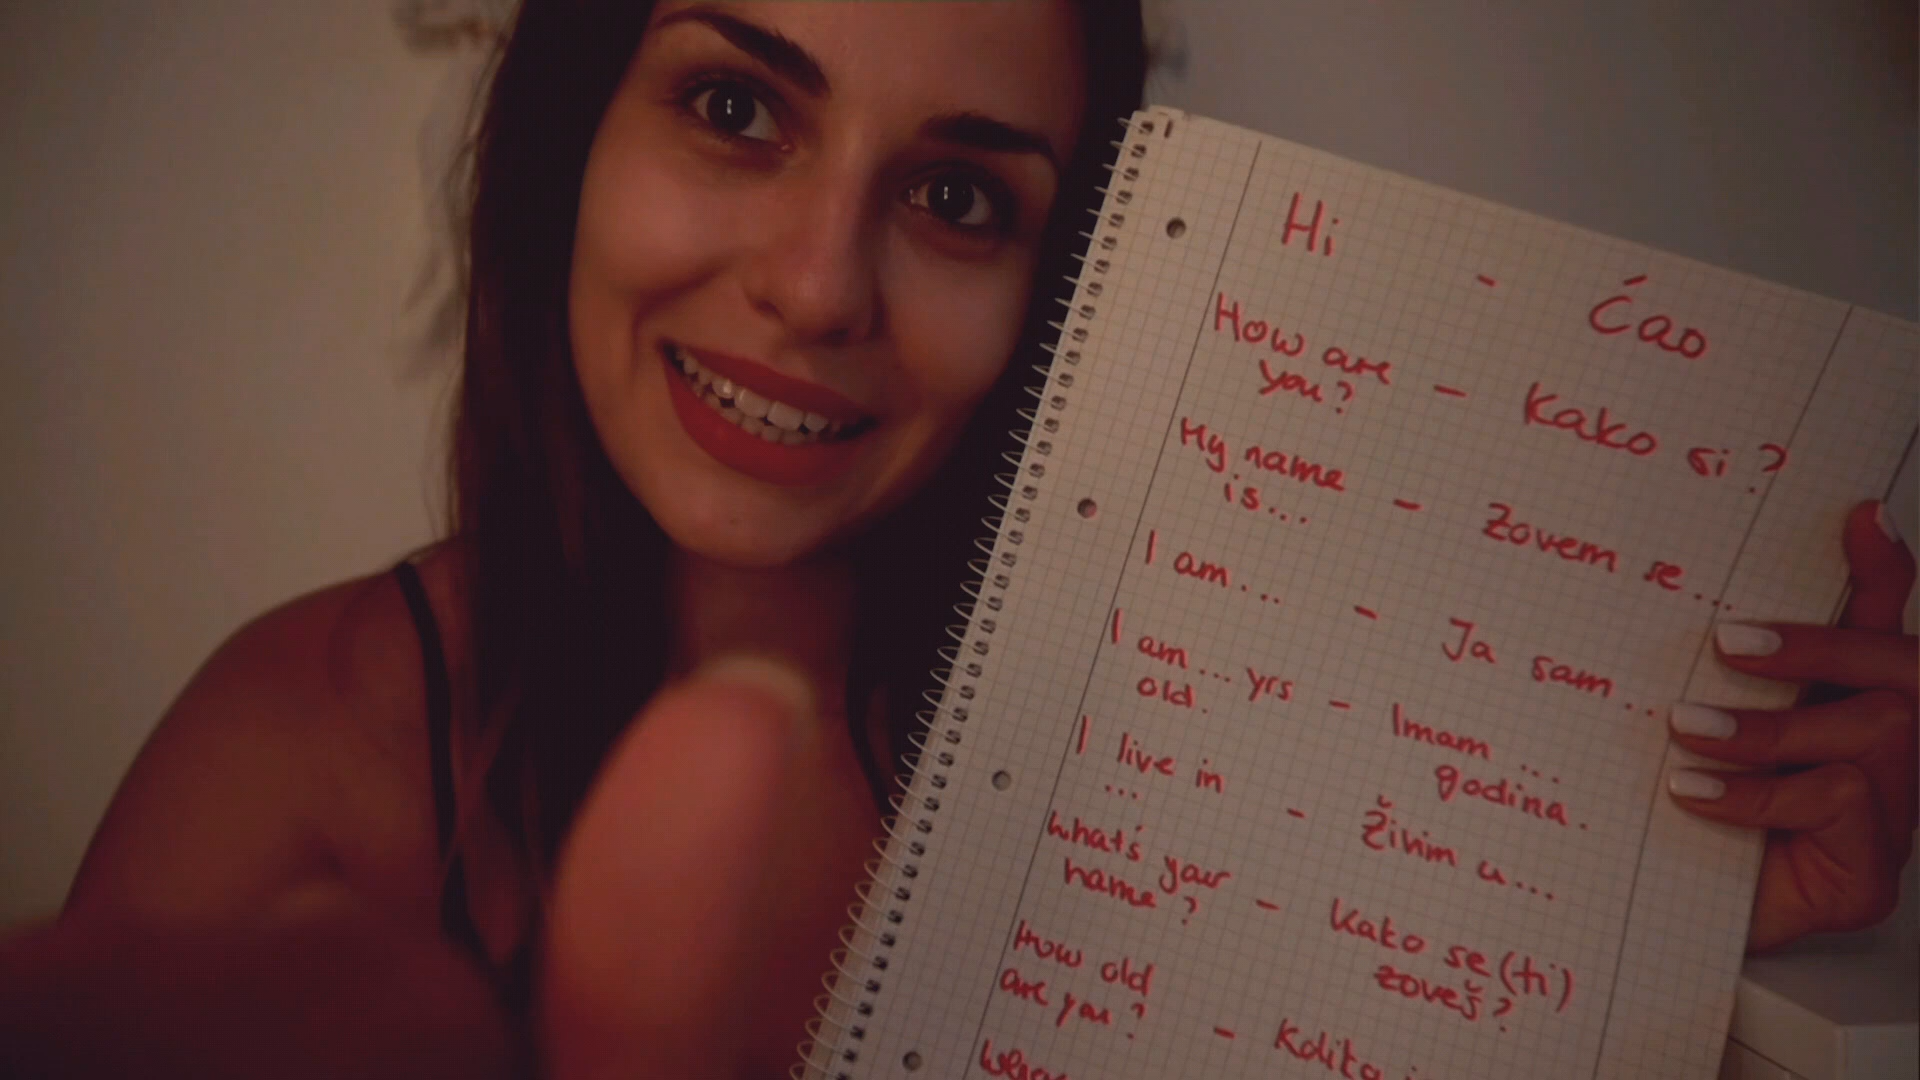 Hi - Ćao
How are - Kako si?
you?
My name - Zovem se...
is...
I am... - Ja sam...
I am... yrs - Imam ...
old. godina.
I live in - Živim u...
...
What's your - Kako se (ti)
name? zoveš?
How old
are you? - Koliko